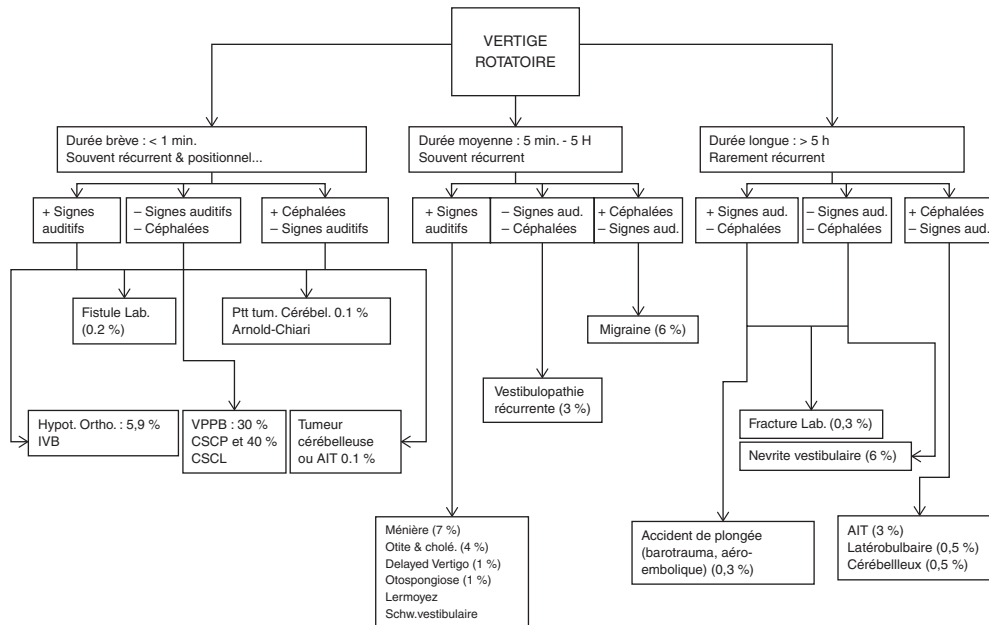 VERTIGE
ROTATOIRE
Durée brève : < 1 min.
Souvent récurrent & positionnel...
Durée moyenne : 5 min. - 5 H
Souvent récurrent
Durée longue : > 5 h
Rarement récurrent
+ Signes
auditifs
– Signes auditifs
– Céphalées
+ Céphalées
– Signes auditifs
+ Signes
auditifs
– Signes aud.
– Céphalées
+ Céphalées
– Signes aud.
+ Signes aud.
– Céphalées
– Signes aud.
– Céphalées
+ Céphalées
– Signes aud.
Fistule Lab.
(0.2 %)
Ptt tum. Cérébel. 0.1 %
Arnold-Chiari
Migraine (6 %)
Vestibulopathie
récurrente (3 %)
Hypot. Ortho. : 5,9 %
IVB
VPPB : 30 %
CSCP et 40 %
CSCL
Tumeur
cérébelleuse
ou AIT 0.1 %
Fracture Lab. (0,3 %)
Nevrite vestibulaire (6 %)
Ménière (7 %)
Otite & cholé. (4 %)
Delayed Vertigo (1 %)
Otospongiose (1 %)
Lermoyez
Schw.vestibulaire
Accident de plongée
(barotrauma, aéro-
embolique) (0,3 %)
AIT (3 %)
Latérobulbaire (0,5 %)
Cérébellleux (0,5 %)